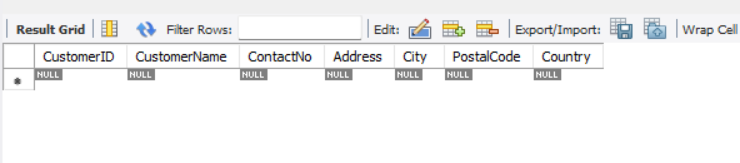 Result Grid Filter Rows: Edit: Export/Import: Wrap Cell
CustomerID CustomerName ContactNo Address City PostalCode Country
NULL NULL NULL NULL NULL NULL NULL